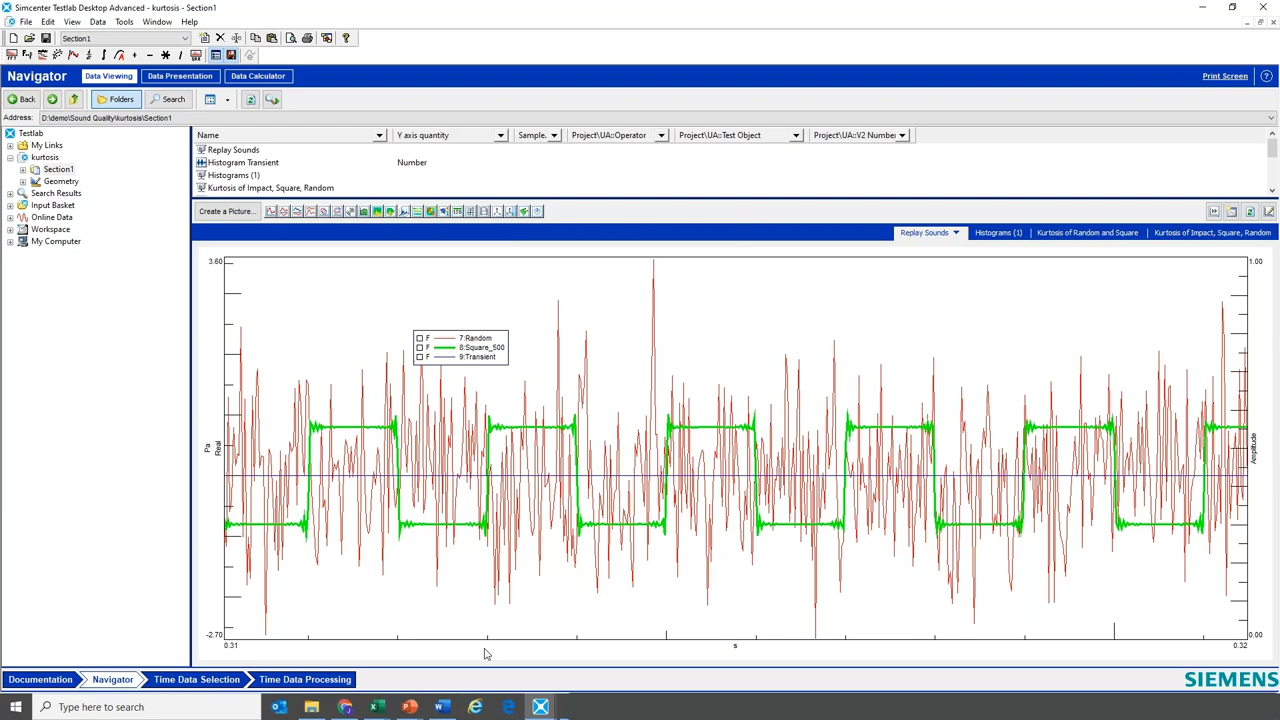 Simcenter Testlab Desktop Advanced - kurtosis - Section1
File Edit View Data Tools Window Help
Section1
Navigator Data Viewing Data Presentation Data Calculator Print Screen
Back Folders Search
Address: D:\demo\Sound Quality\kurtosis\Section1
Testlab
My Links
kurtosis
Section1
Geometry
Search Results
Input Basket
Online Data
Workspace
My Computer
Name Y axis quantity Sample. Project\UA::Operator Project\UA::Test Object Project\UA::V2 Number
Replay Sounds
Histogram Transient Number
Histograms (1)
Kurtosis of Impact, Square, Random
Create a Picture...
Replay Sounds Histograms (1) Kurtosis of Random and Square Kurtosis of Impact, Square, Random
3.60 1.00
F 7:Random
F 8:Square_500
F 9:Transient
Pa
Real
Amplitude
-2.70 0.00
0.31 s 0.32
Documentation Navigator Time Data Selection Time Data Processing SIEMENS
Type here to search